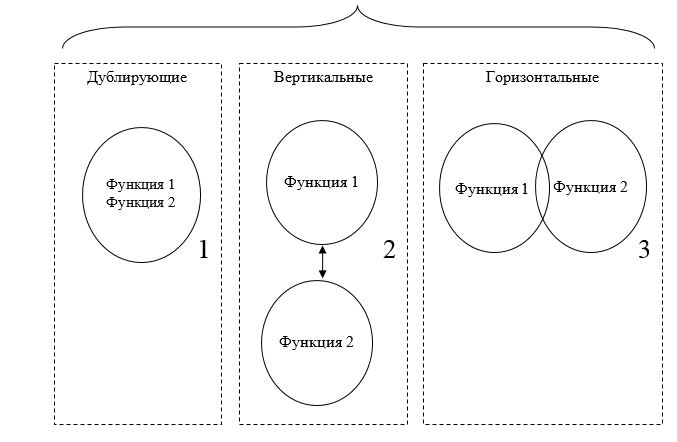 Дублирующие
Функция 1
Функция 2
1
Вертикальные
Функция 1
2
Функция 2
Горизонтальные
Функция 1
Функция 2
3